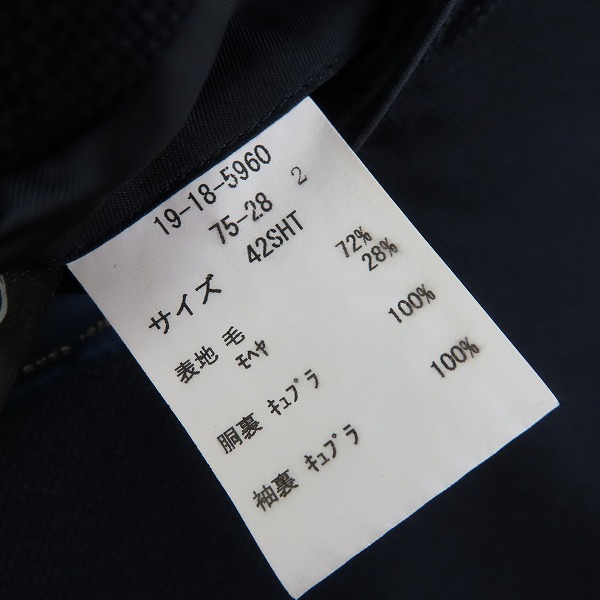 19-18-5960
75-28 2
サイズ 42SHT
表地 毛 72%
ﾓﾍﾔ 28%
胴裏 ｷｭﾌﾟﾗ 100%
袖裏 ｷｭﾌﾟﾗ 100%